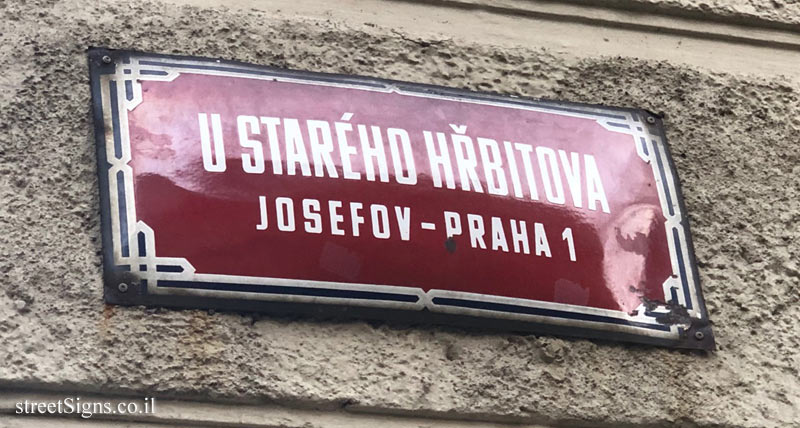 U STARÉHO HŘBITOVA
JOSEFOV-PRAHA 1
streetSigns.co.il